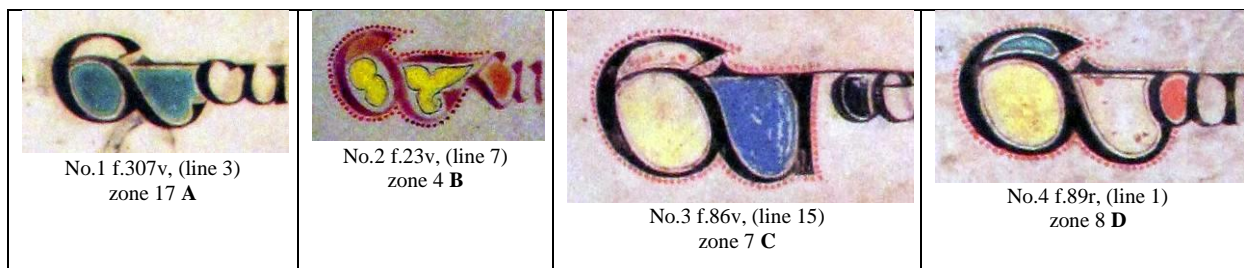 No.1 f.307v, (line 3)
zone 17 A
No.2 f.23v, (line 7)
zone 4 B
No.3 f.86v, (line 15)
zone 7 C
No.4 f.89r, (line 1)
zone 8 D